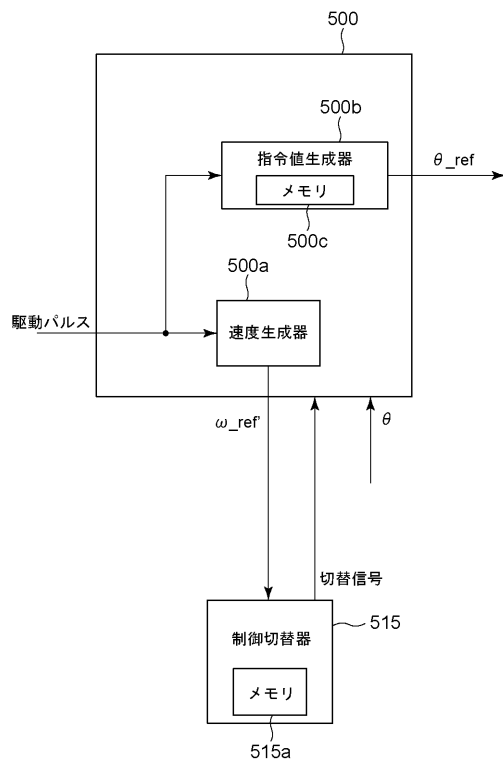 500
500b
指令値生成器
θ_ref
メモリ
500c
500a
駆動パルス
速度生成器
ω_ref'
θ
切替信号
制御切替器
515
メモリ
515a